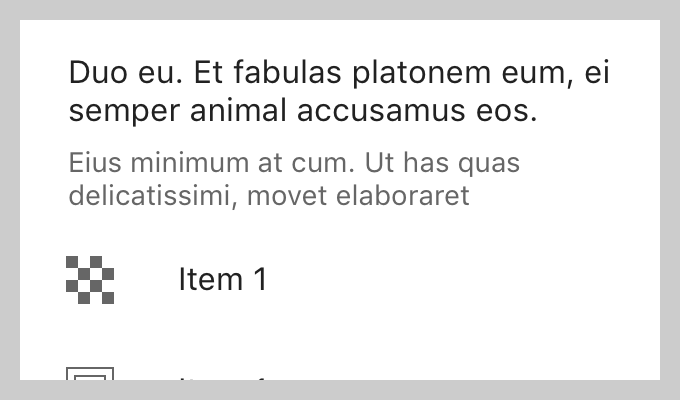 Duo eu. Et fabulas platonem eum, ei
semper animal accusamus eos.
Eius minimum at cum. Ut has quas
delicatissimi, movet elaboraret
Item 1